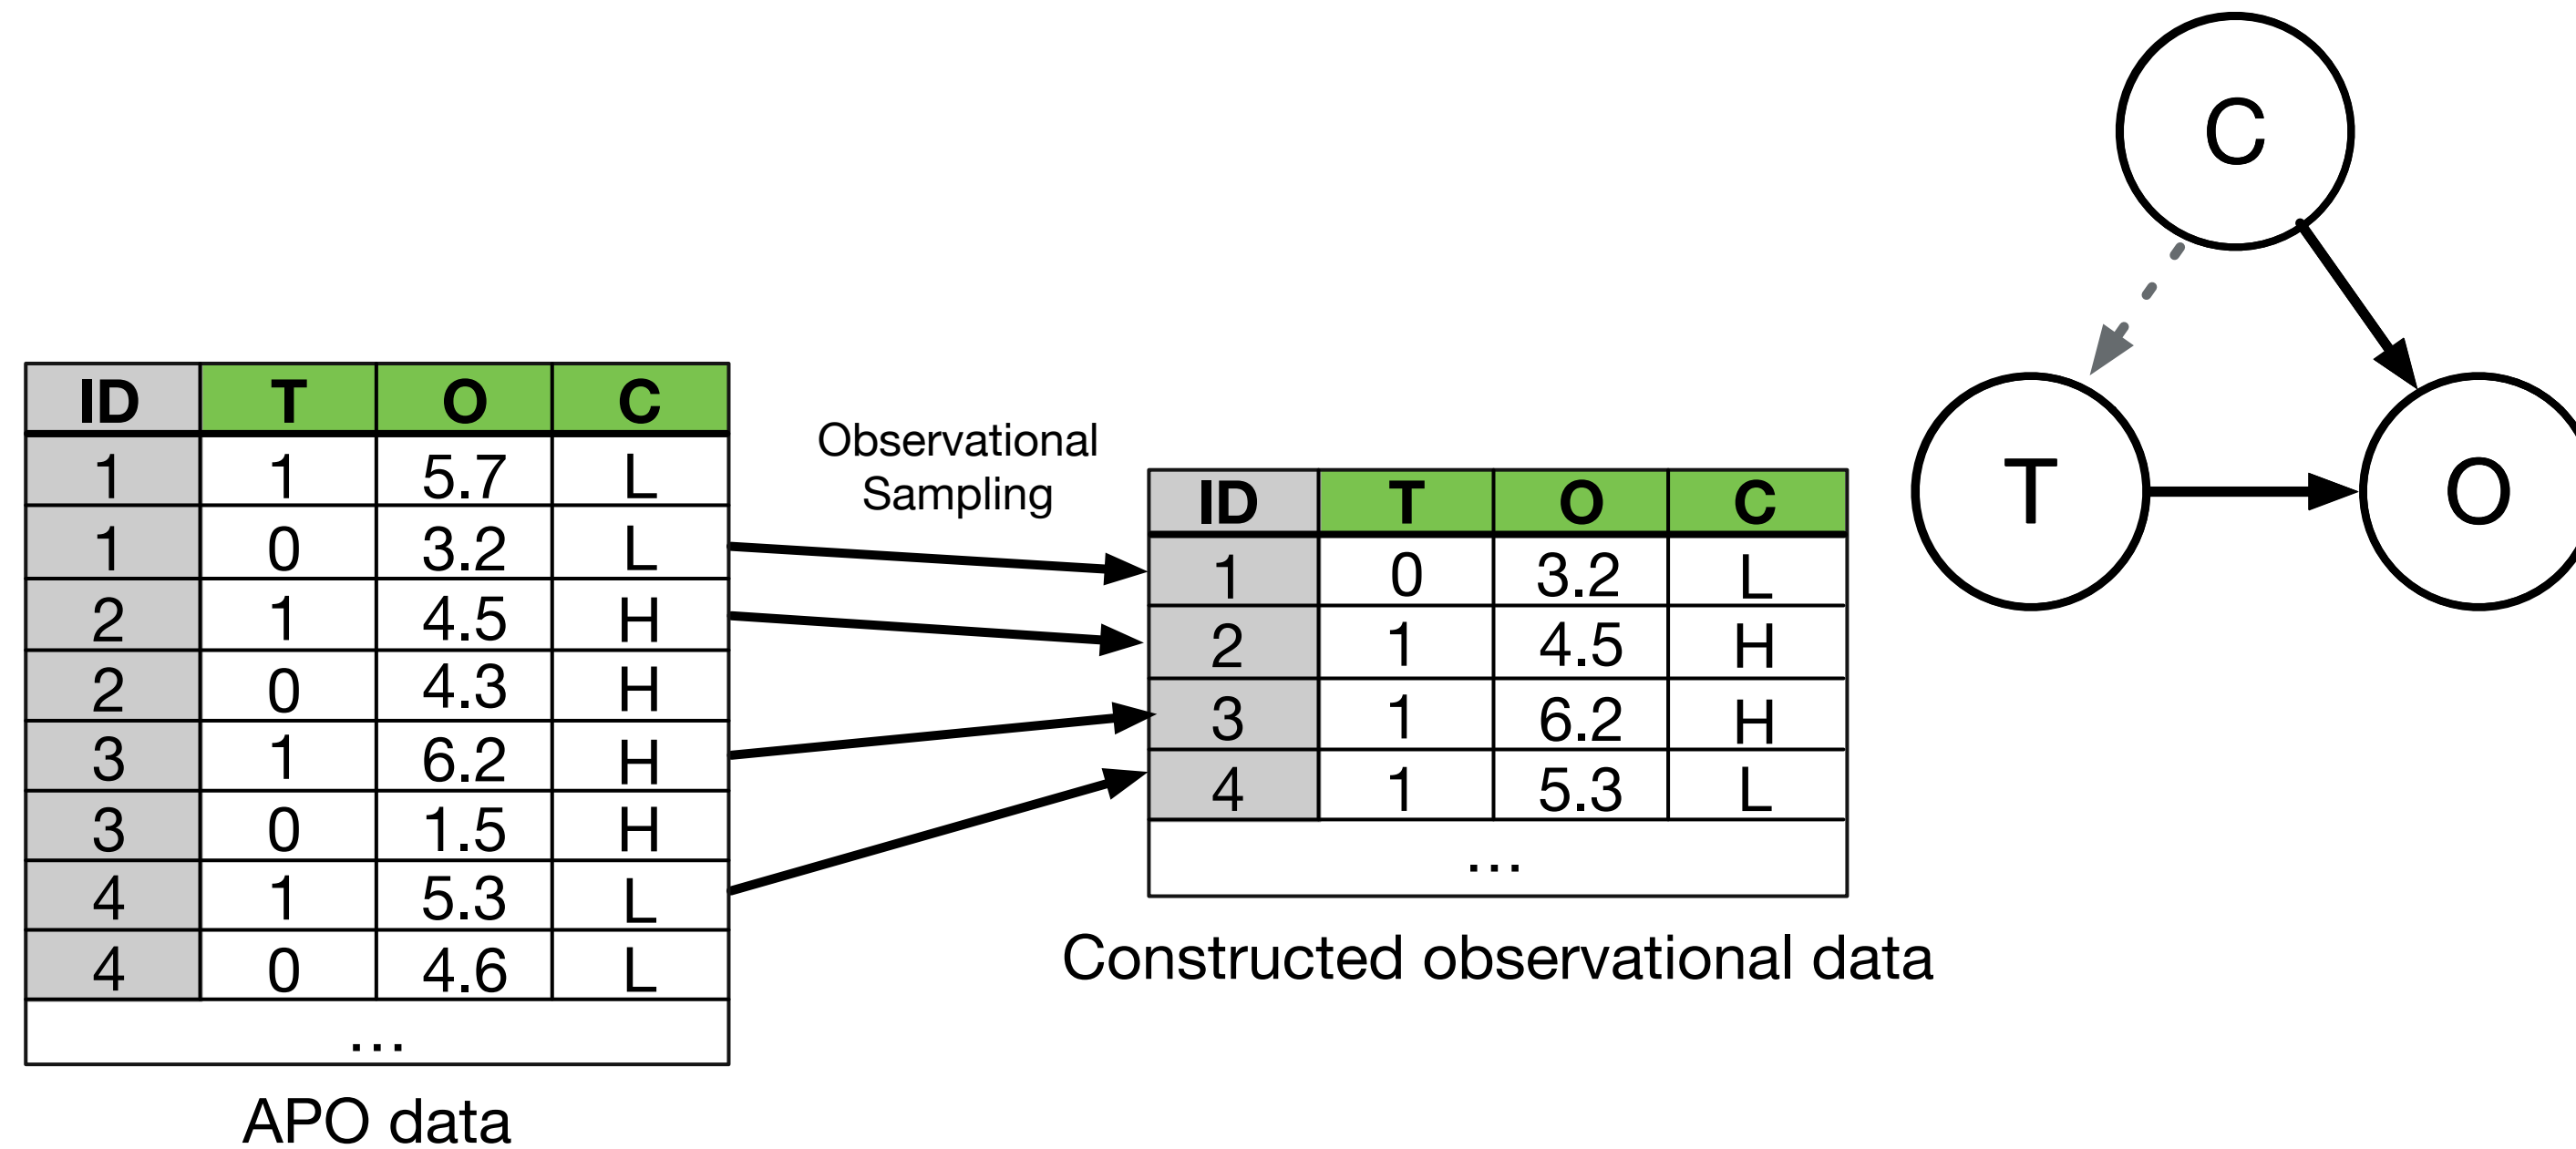 ID T O C
1 1 5.7 L
1 0 3.2 L
2 1 4.5 H
2 0 4.3 H
3 1 6.2 H
3 0 1.5 H
4 1 5.3 L
4 0 4.6 L
...
APO data
Observational
Sampling
ID T O C
1 0 3.2 L
2 1 4.5 H
3 1 6.2 H
4 1 5.3 L
...
Constructed observational data
C
T O